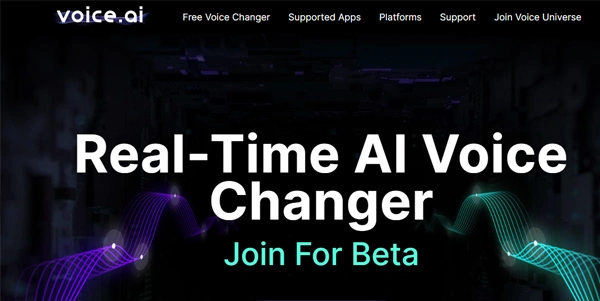 voice.ai
Free Voice Changer
Supported Apps
Platforms
Support
Join Voice Universe
Real-Time AI Voice
Changer
Join For Beta